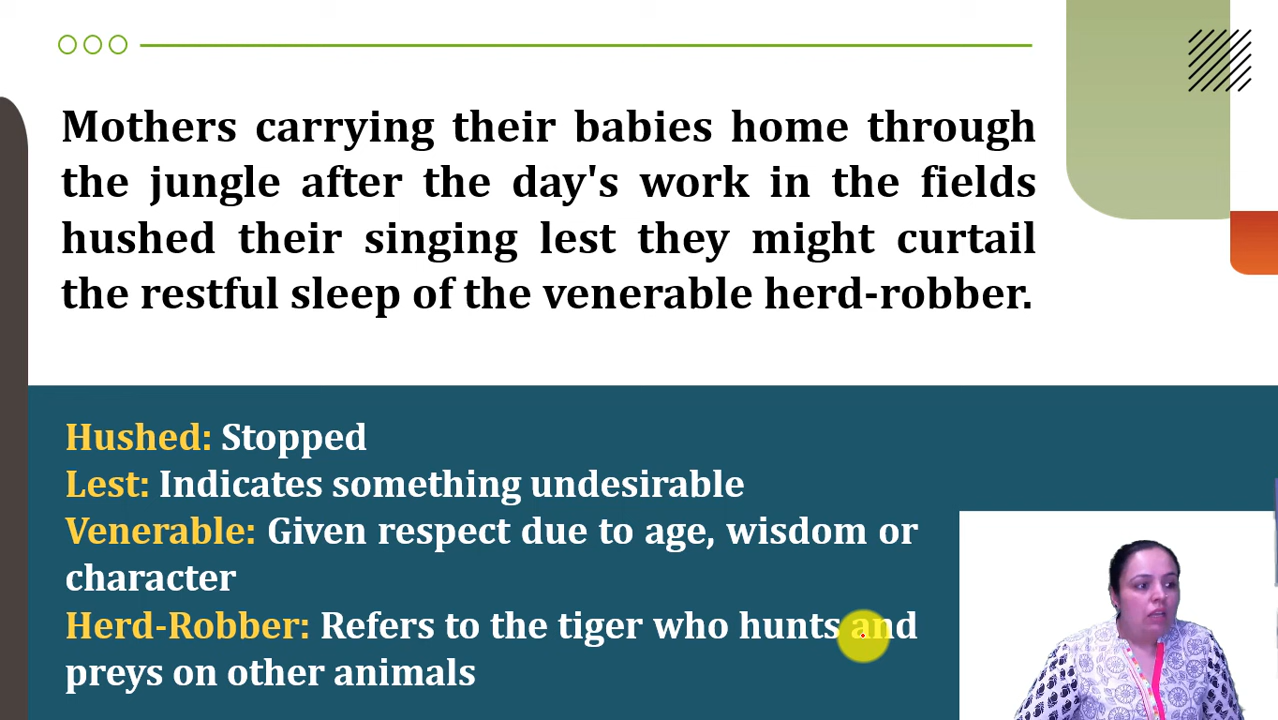 Mothers carrying their babies home through
the jungle after the day's work in the fields
hushed their singing lest they might curtail
the restful sleep of the venerable herd-robber.
Hushed: Stopped
Lest: Indicates something undesirable
Venerable: Given respect due to age, wisdom or
character
Herd-Robber: Refers to the tiger who hunts and
preys on other animals